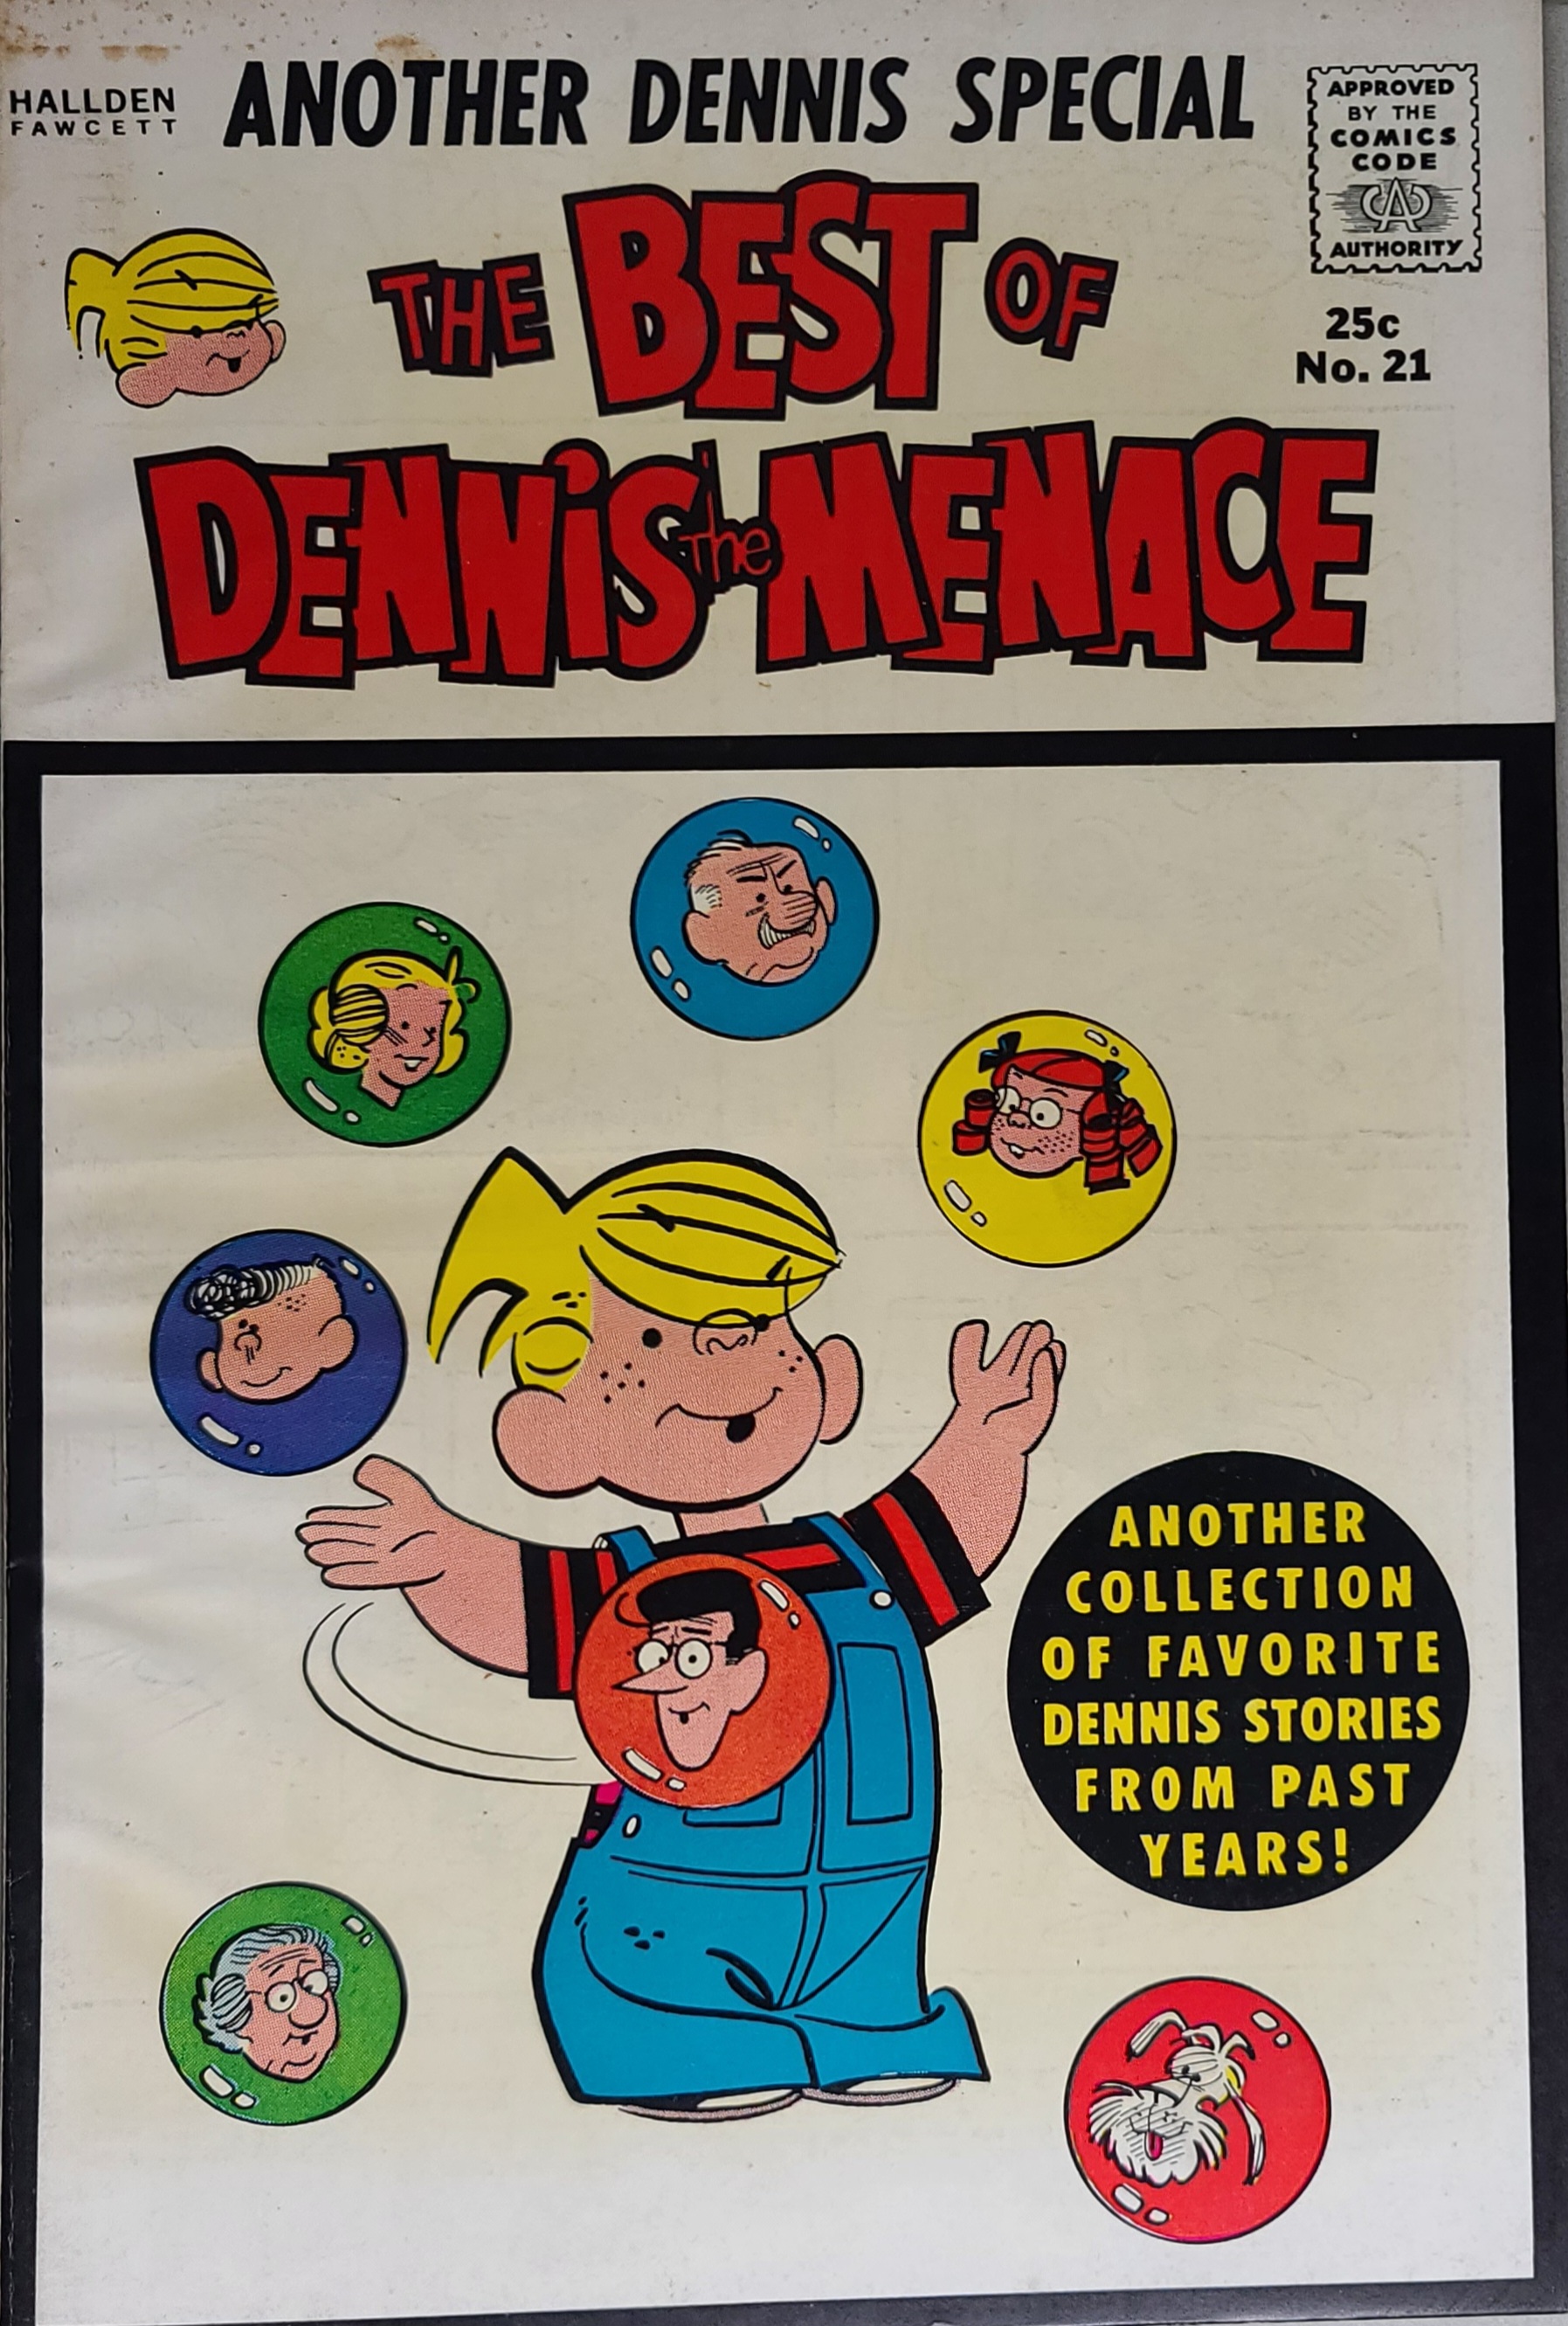 HALLDEN
FAWCETT
ANOTHER DENNIS SPECIAL
APPROVED
BY THE
COMICS
CODE
CA
AUTHORITY
25c
No. 21
THE BEST OF
DENNIS the MENACE
ANOTHER
COLLECTION
OF FAVORITE
DENNIS STORIES
FROM PAST
YEARS!